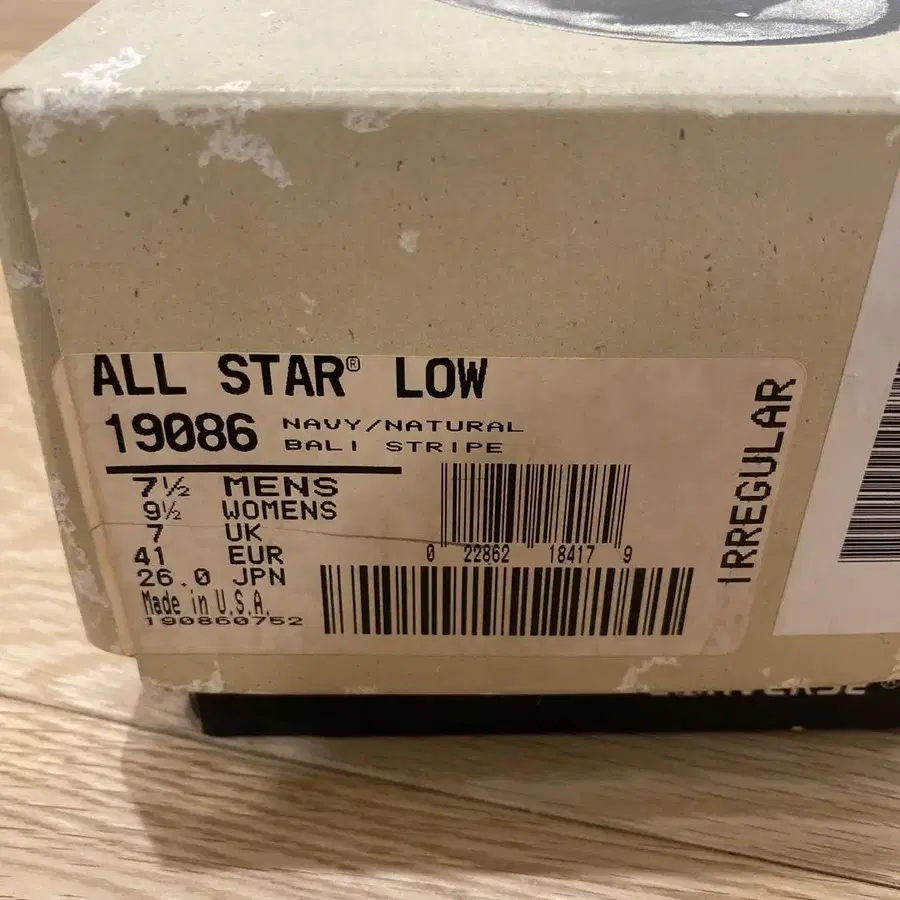 ALL STAR® LOW
19086 NAVY/NATURAL
BALI STRIPE
7½ MENS
9½ WOMENS
7 UK
41 EUR
26.0 JPN
Made in U.S.A.
190860752
0 22862 18417 9
IRREGULAR